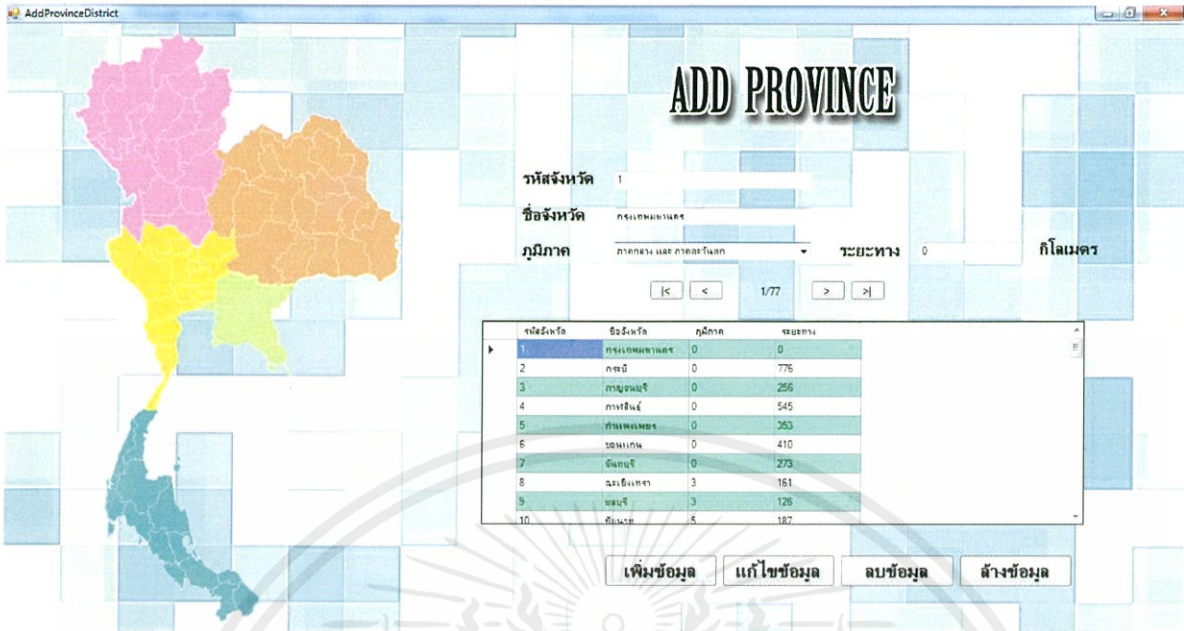 AddProvinceDistrict
ADD PROVINCE
รหัสจังหวัด 1
ชื่อจังหวัด กรุงเทพมหานคร
ภูมิภาค ภาคกลาง และ ภาคตะวันตก ระยะทาง 0 กิโลเมตร
|< < 1/77 > >|
รหัสจังหวัด ชื่อจังหวัด ภูมิภาค ระยะทาง
1 กรุงเทพมหานคร 0 0
2 กระบี่ 0 776
3 กาญจนบุรี 0 256
4 กาฬสินธุ์ 0 545
5 กำแพงเพชร 0 353
6 ขอนแก่น 0 410
7 จันทบุรี 0 273
8 ฉะเชิงเทรา 3 161
9 ชลบุรี 3 126
10 ชัยนาท 5 187
เพิ่มข้อมูล แก้ไขข้อมูล ลบข้อมูล ล้างข้อมูล